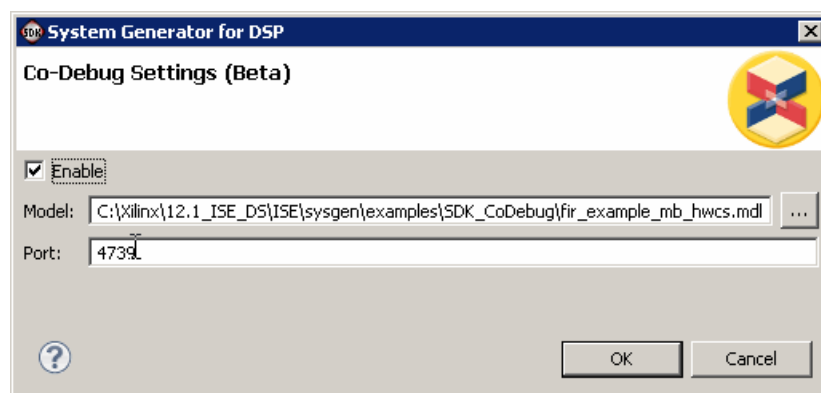 SDK System Generator for DSP
Co-Debug Settings (Beta)
Enable
Model: C:\Xilinx\12.1_ISE_DS\ISE\sysgen\examples\SDK_CoDebug\fir_example_mb_hwcs.mdl ...
Port: 4739
? OK Cancel